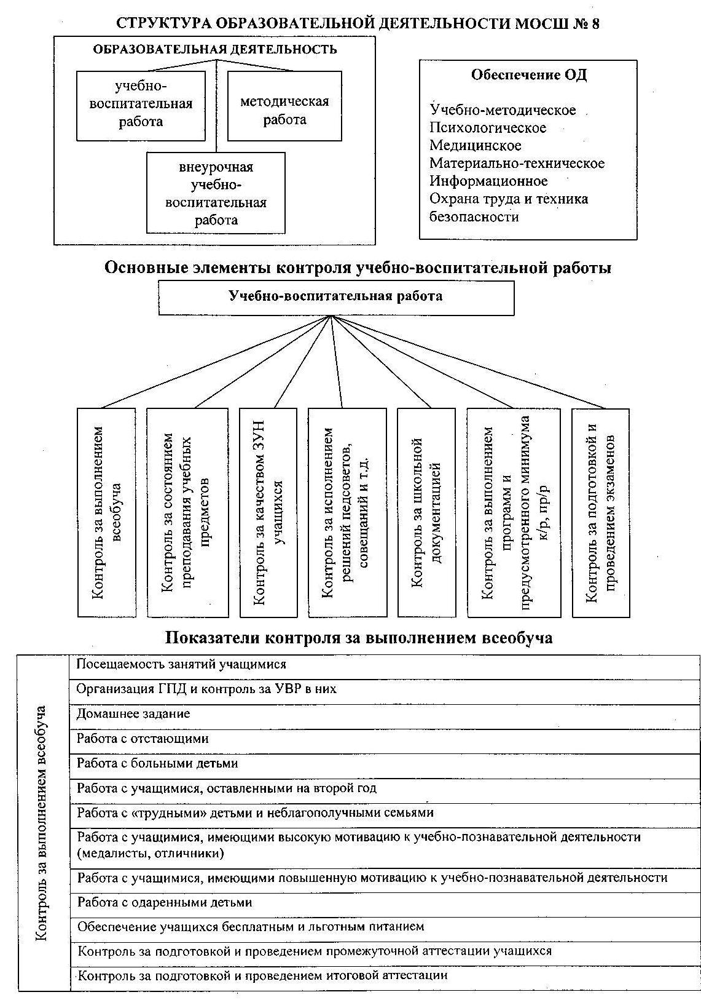 СТРУКТУРА ОБРАЗОВАТЕЛЬНОЙ ДЕЯТЕЛЬНОСТИ МОСШ № 8
ОБРАЗОВАТЕЛЬНАЯ ДЕЯТЕЛЬНОСТЬ
учебно-
воспитательная
работа
методическая
работа
внеурочная
учебно-
воспитательная
работа
Обеспечение ОД
Учебно-методическое
Психологическое
Медицинское
Материально-техническое
Информационное
Охрана труда и техника
безопасности
Основные элементы контроля учебно-воспитательной работы
Учебно-воспитательная работа
Контроль за выполнением
всеобуча
Контроль за состоянием
преподавания учебных
предметов
Контроль за качеством ЗУН
учащихся
Контроль за исполнением
решений педсоветов,
совещаний и т.д.
Контроль за школьной
документацией
Контроль за выполнением
программ и
предусмотренного минимума
к/р, пр/р
Контроль за подготовкой и
проведением экзаменов
Показатели контроля за выполнением всеобуча
Контроль за выполнением всеобуча
Посещаемость занятий учащимися
Организация ГПД и контроль за УВР в них
Домашнее задание
Работа с отстающими
Работа с больными детьми
Работа с учащимися, оставленными на второй год
Работа с «трудными» детьми и неблагополучными семьями
Работа с учащимися, имеющими высокую мотивацию к учебно-познавательной деятельности
(медалисты, отличники)
Работа с учащимися, имеющими повышенную мотивацию к учебно-познавательной деятельности
Работа с одаренными детьми
Обеспечение учащихся бесплатным и льготным питанием
Контроль за подготовкой и проведением промежуточной аттестации учащихся
Контроль за подготовкой и проведением итоговой аттестации